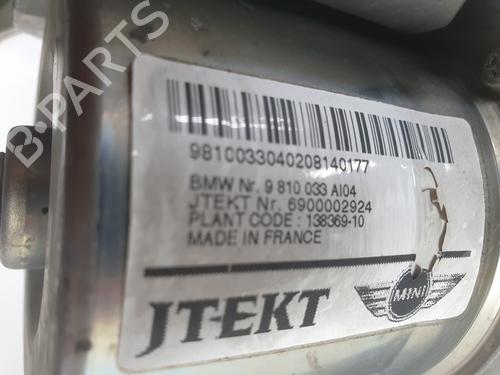 B-PARTS
98100330402081401​77
BMW Nr. 9 810 033 AI04
JTEKT Nr. 6900002924
PLANT CODE : 138369-10
MADE IN FRANCE
JTEKT
MINI